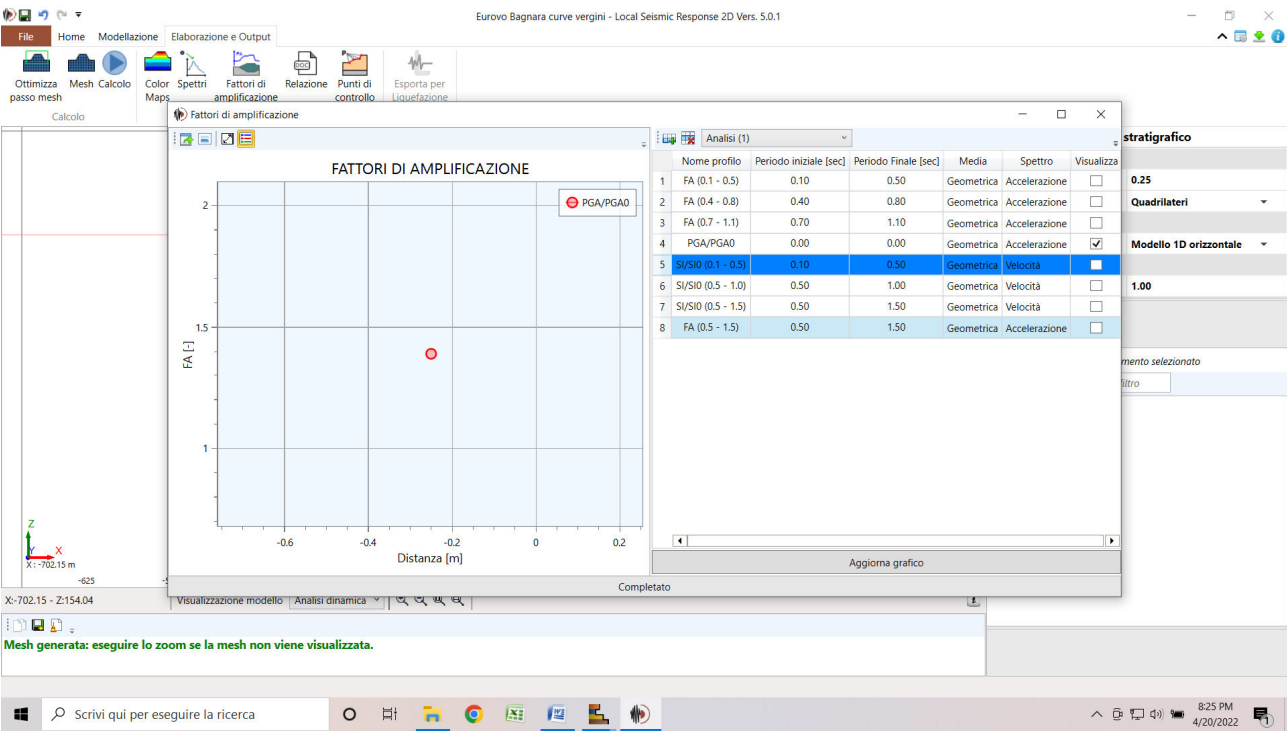 Eurovo Bagnara curve vergini - Local Seismic Response 2D Vers. 5.0.1
File Home Modellazione Elaborazione e Output
Ottimizza passo mesh Mesh Calcolo Color Maps Spettri Fattori di amplificazione Relazione Punti di controllo Esporta per Liquefazione
Calcolo
Fattori di amplificazione
Analisi (1)
FATTORI DI AMPLIFICAZIONE
PGA/PGA0
2
1.5
1
FA [-]
-0.6 -0.4 -0.2 0 0.2
Distanza [m]
Nome profilo Periodo iniziale [sec] Periodo Finale [sec] Media Spettro Visualizza
1 FA (0.1 - 0.5) 0.10 0.50 Geometrica Accelerazione
2 FA (0.4 - 0.8) 0.40 0.80 Geometrica Accelerazione
3 FA (0.7 - 1.1) 0.70 1.10 Geometrica Accelerazione
4 PGA/PGA0 0.00 0.00 Geometrica Accelerazione
5 SI/SI0 (0.1 - 0.5) 0.10 0.50 Geometrica Velocità
6 SI/SI0 (0.5 - 1.0) 0.50 1.00 Geometrica Velocità
7 SI/SI0 (0.5 - 1.5) 0.50 1.50 Geometrica Velocità
8 FA (0.5 - 1.5) 0.50 1.50 Geometrica Accelerazione
Aggiorna grafico
Completato
stratigrafico
0.25
Quadrilateri
Modello 1D orizzontale
1.00
mento selezionato
iltro
Z
Y X
X : -702.15 m
-625
X:-702.15 - Z:154.04
Visualizzazione modello Analisi dinamica
Mesh generata: eseguire lo zoom se la mesh non viene visualizzata.
Scrivi qui per eseguire la ricerca
8:25 PM
4/20/2022
1